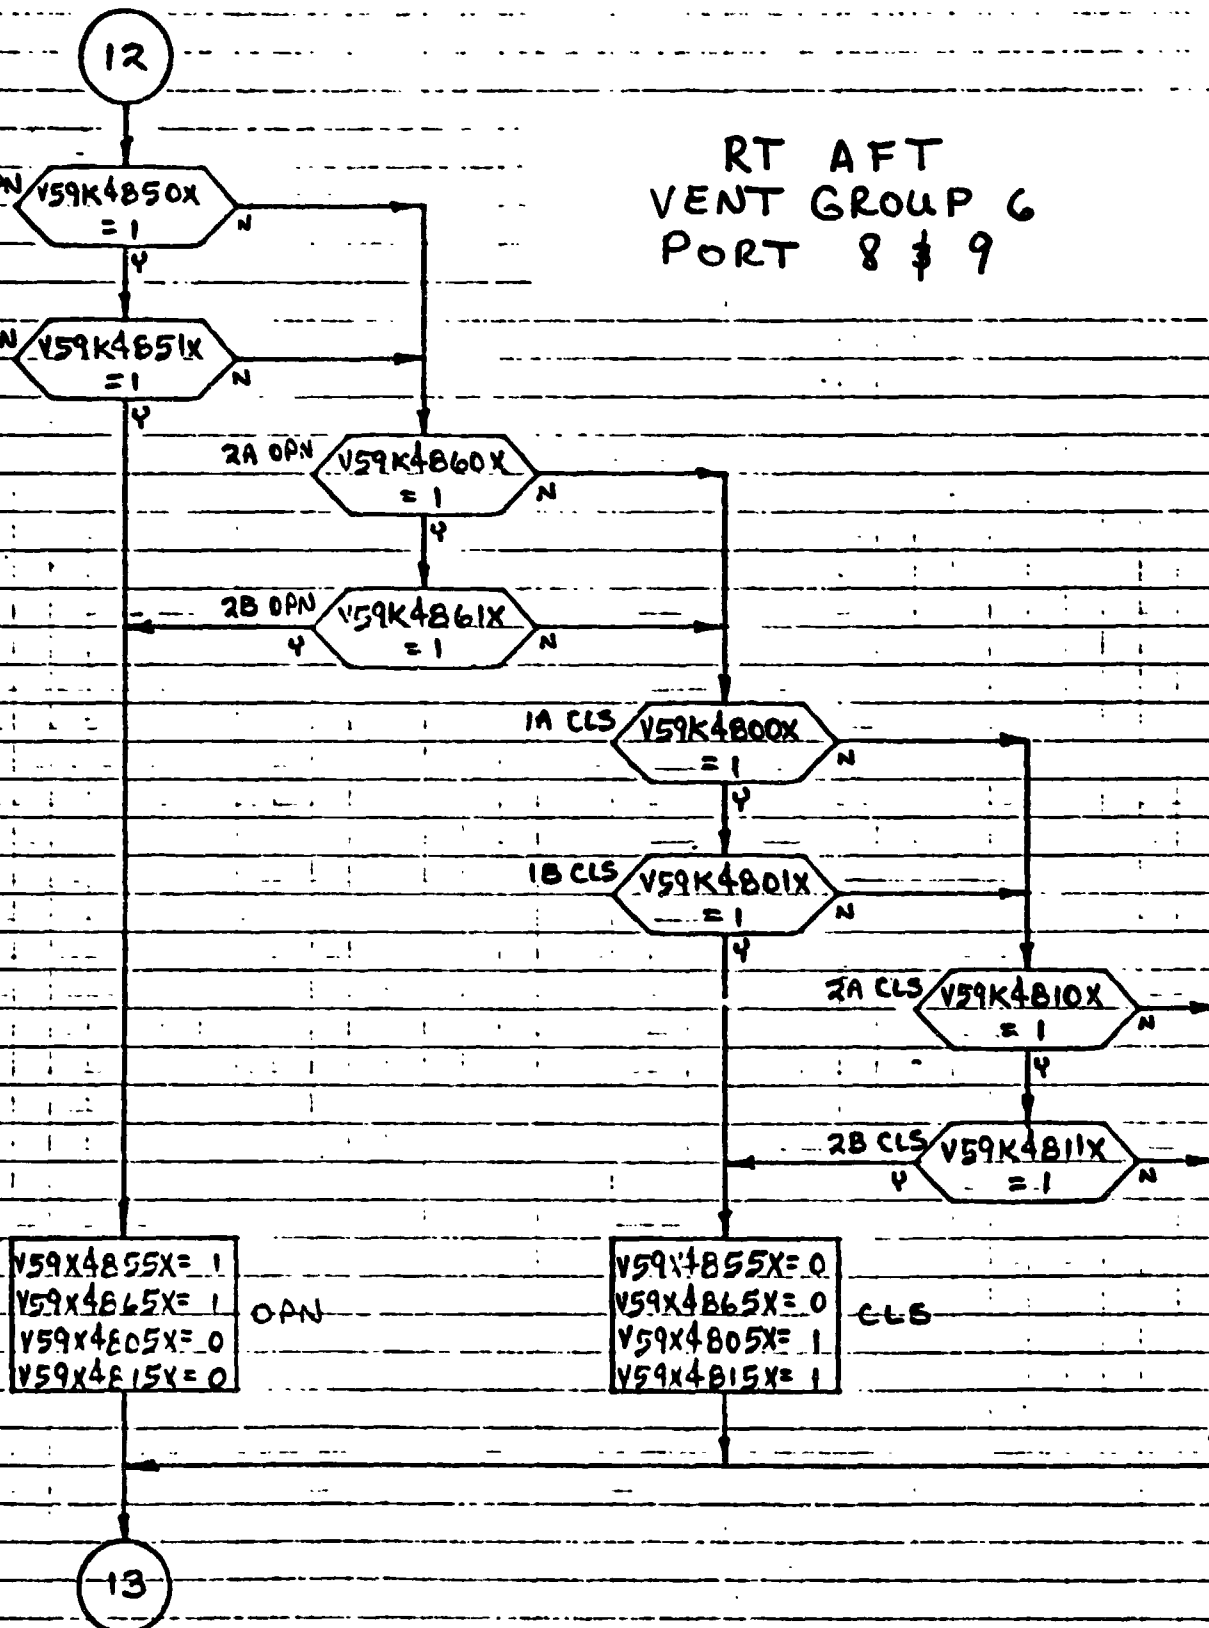 12
RT AFT
VENT GROUP 6
PORT 8 & 9
V59K4850X
= 1
N
Y
V59K4851X
= 1
N
Y
2A OPN
V59K4860X
= 1
N
Y
2B OPN
V59K4861X
= 1
Y
N
1A CLS
V59K4800X
= 1
N
Y
1B CLS
V59K4801X
= 1
N
Y
2A CLS
V59K4810X
= 1
N
Y
2B CLS
V59K4811X
= 1
Y
N
V59X4855X= 1
V59X4865X= 1
V59X4805X= 0
V59X4815X= 0
OPN
V59X4855X= 0
V59X4865X= 0
V59X4805X= 1
V59X4815X= 1
CLS
13